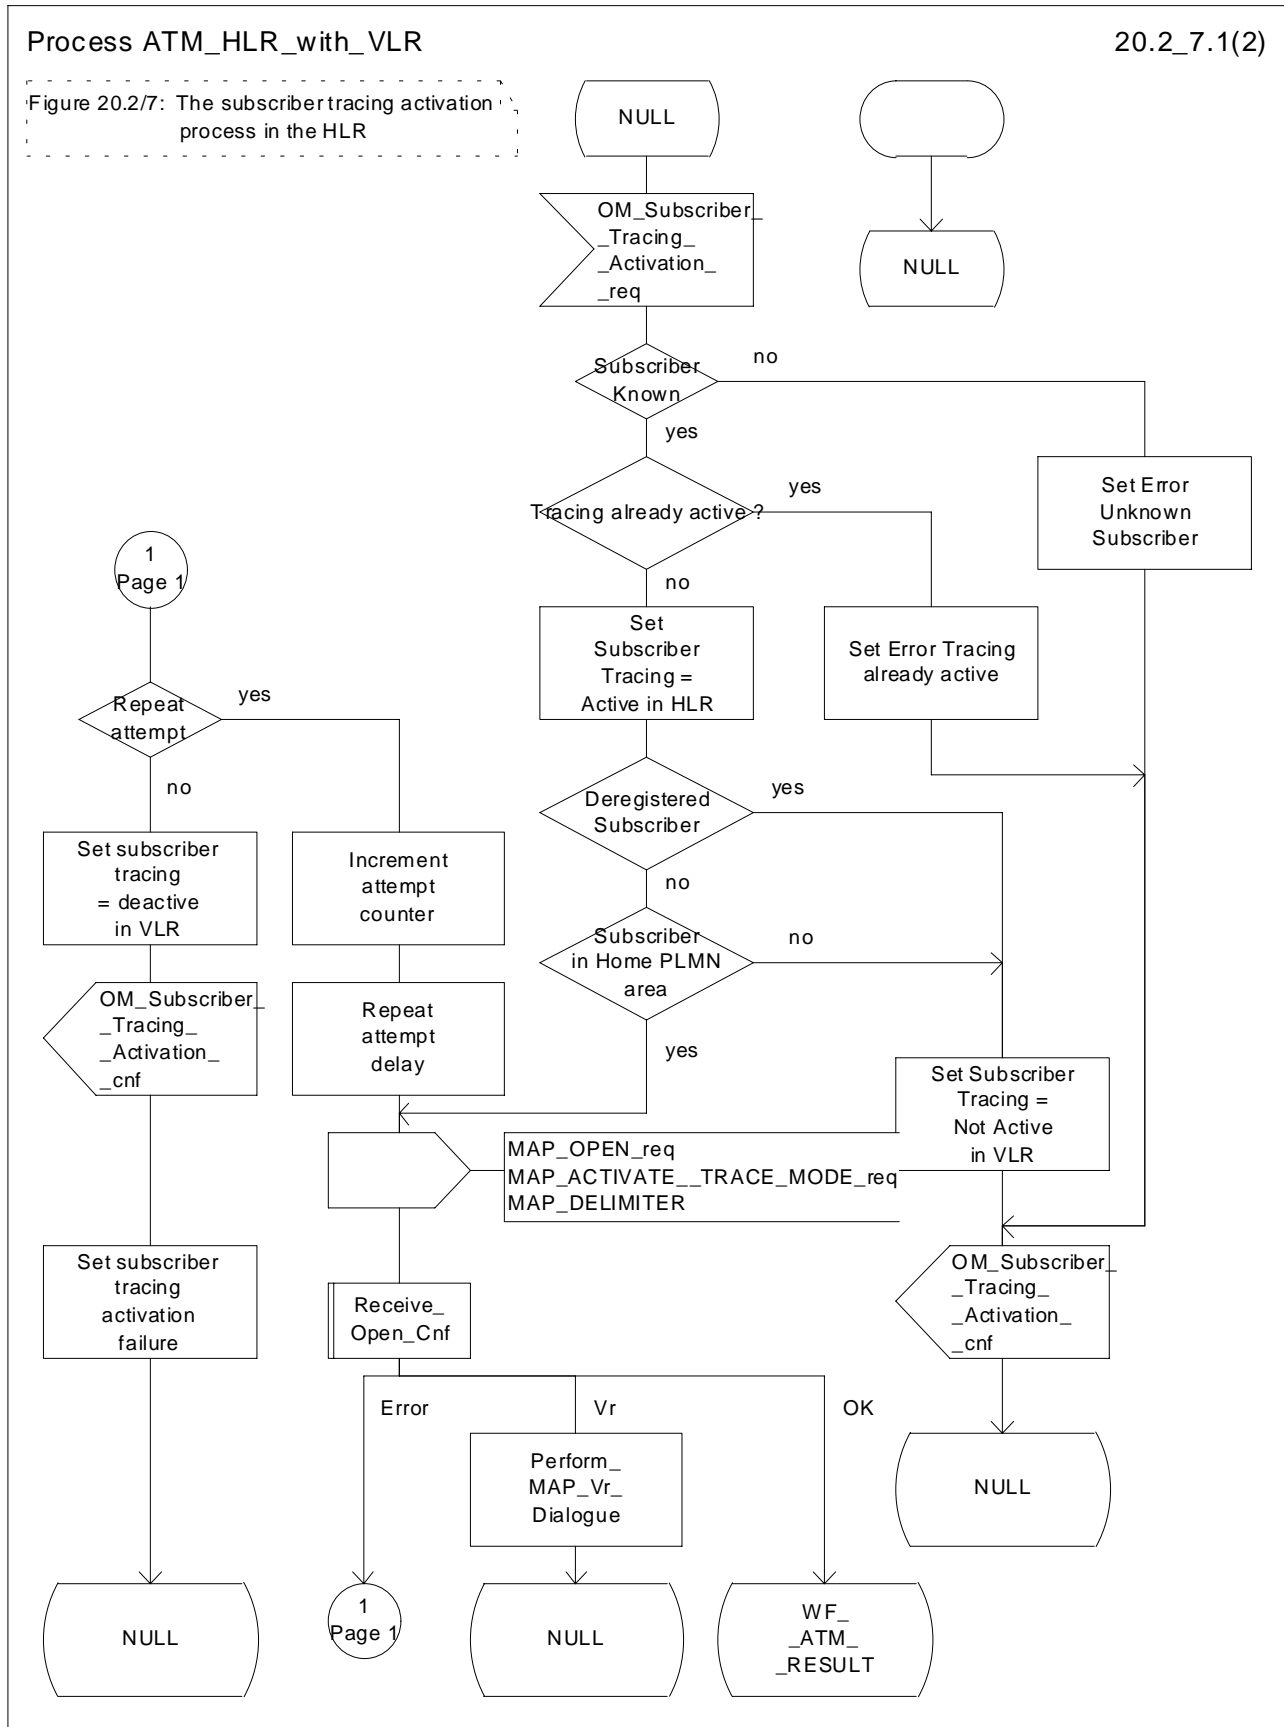 Process ATM_HLR_with_VLR
20.2_7.1(2)
Figure 20.2/7: The subscriber tracing activation
process in the HLR
NULL
OM_Subscriber_
_Tracing_
_Activation_
_req
NULL
Subscriber
Known
no
yes
Tracing already active ?
yes
no
Set Error
Unknown
Subscriber
1
Page 1
Set
Subscriber
Tracing =
Active in HLR
Set Error Tracing
already active
Repeat
attempt
yes
no
Deregistered
Subscriber
yes
no
Set subscriber
tracing
= deactive
in VLR
Increment
attempt
counter
Subscriber
in Home PLMN
area
no
yes
OM_Subscriber_
_Tracing_
_Activation_
_cnf
Repeat
attempt
delay
Set Subscriber
Tracing =
Not Active
in VLR
MAP_OPEN_req
MAP_ACTIVATE__TRACE_MODE_req
MAP_DELIMITER
Set subscriber
tracing
activation
failure
Receive_
Open_Cnf
OM_Subscriber_
_Tracing_
_Activation_
_cnf
Error
Vr
OK
Perform_
MAP_Vr_
Dialogue
NULL
NULL
1
Page 1
NULL
WF_
_ATM_
_RESULT